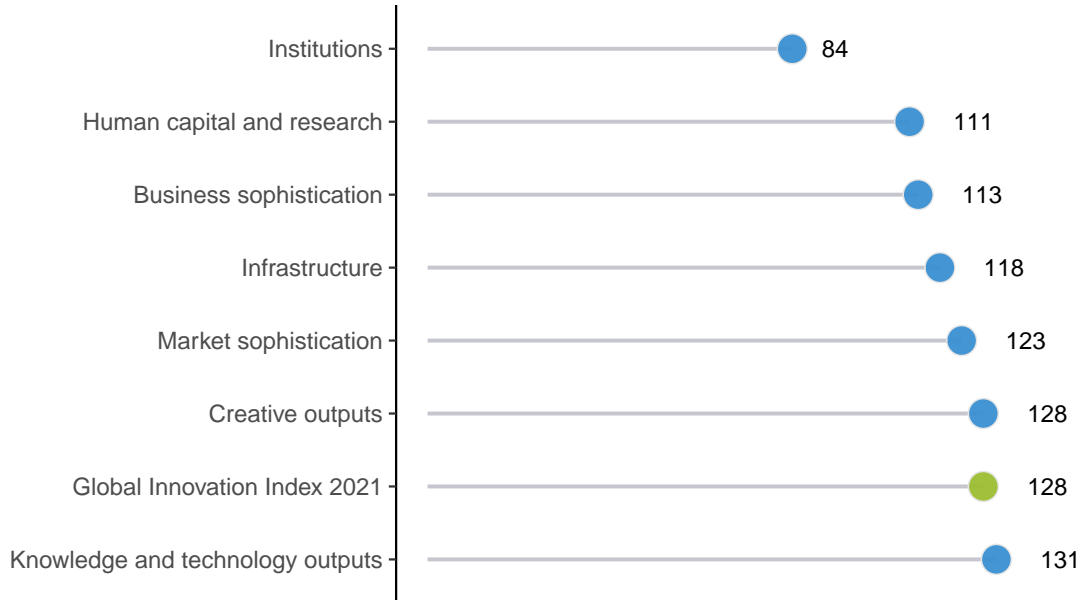 Institutions 84
Human capital and research 111
Business sophistication 113
Infrastructure 118
Market sophistication 123
Creative outputs 128
Global Innovation Index 2021 128
Knowledge and technology outputs 131